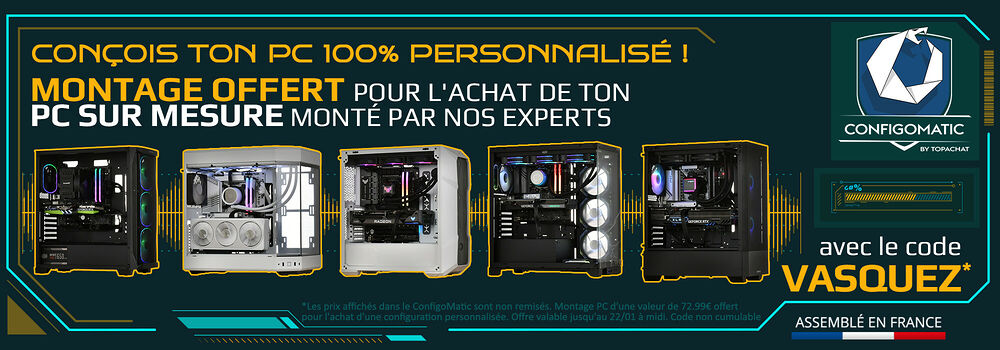 CONÇOIS TON PC 100% PERSONNALISÉ !
MONTAGE OFFERT POUR L'ACHAT DE TON
PC SUR MESURE MONTÉ PAR NOS EXPERTS
CONFIGOMATIC
BY TOPACHAT
RADEON
GEFORCE RTX
avec le code
VASQUEZ*
*Les prix affichés dans le ConfigoMatic sont non remisés. Montage PC d'une valeur de 72.99€ offert
pour l'achat d'une configuration personnalisée. Offre valable jusqu'au 22/01 à midi. Code non cumulable
ASSEMBLÉ EN FRANCE